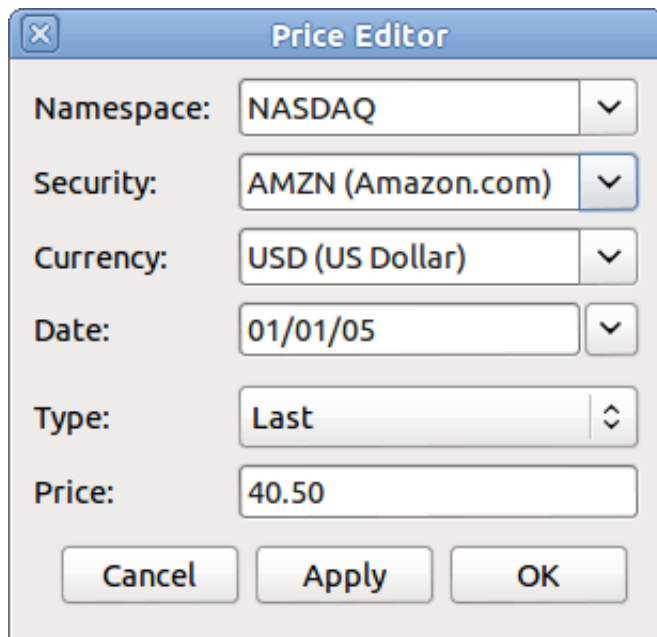 Price Editor
Namespace: NASDAQ
Security: AMZN (Amazon.com)
Currency: USD (US Dollar)
Date: 01/01/05
Type: Last
Price: 40.50
Cancel Apply OK